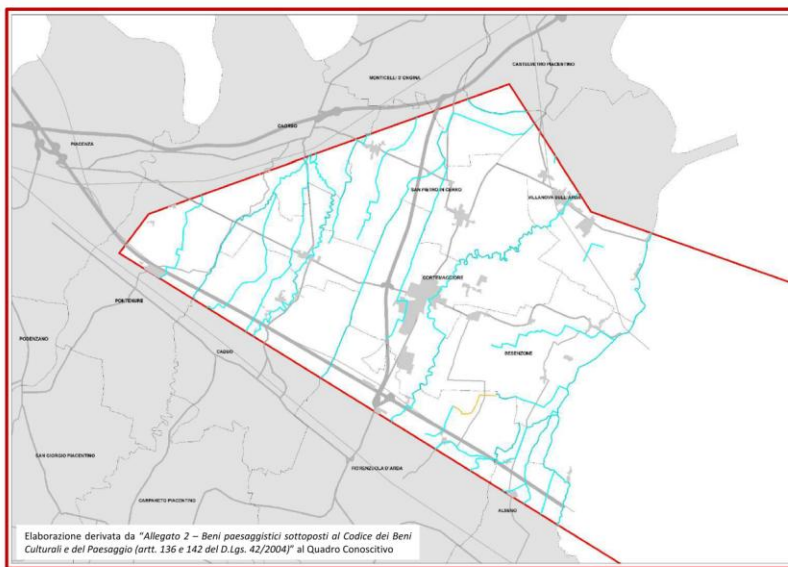 CASTELVETRO PIACENTINO
MONTICELLI D'ONGINA
CAORSO
PIACENZA
SAN PIETRO IN CERRO
VILLANOVA SULL'ARDA
CORTEMAGGIORE
PONTENURE
PODENZANO
CADEO
BESENZONE
SAN GIORGIO PIACENTINO
FIORENZUOLA D'ARDA
CARPANETO PIACENTINO
ALSENO
Elaborazione derivata da “Allegato 2 – Beni paesaggistici sottoposti al Codice dei Beni
Culturali e del Paesaggio (artt. 136 e 142 del D.Lgs. 42/2004)” al Quadro Conoscitivo